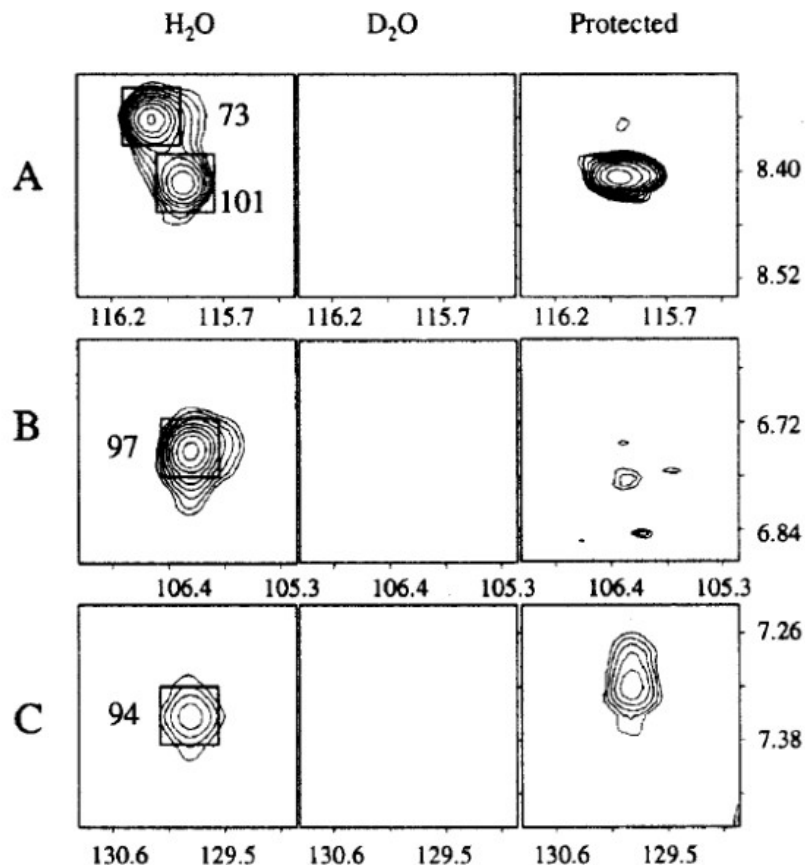 H₂O D₂O Protected
A 73 101 8.40 8.52
116.2 115.7 116.2 115.7 116.2 115.7
B 97 6.72 6.84
106.4 105.3 106.4 105.3 106.4 105.3
C 94 7.26 7.38
130.6 129.5 130.6 129.5 130.6 129.5